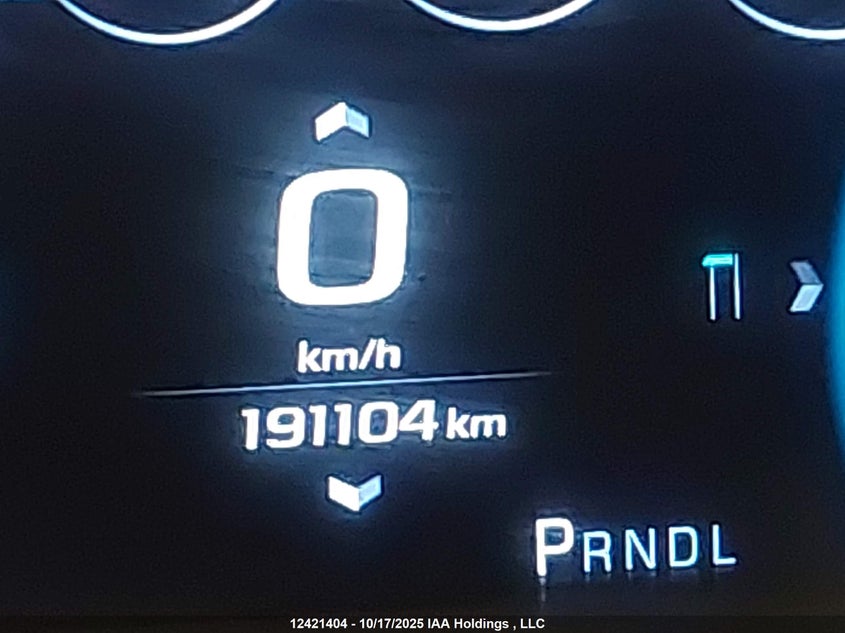 0
km/h
191104 km
PRNDL
12421404 - 10/17/2025 IAA Holdings , LLC